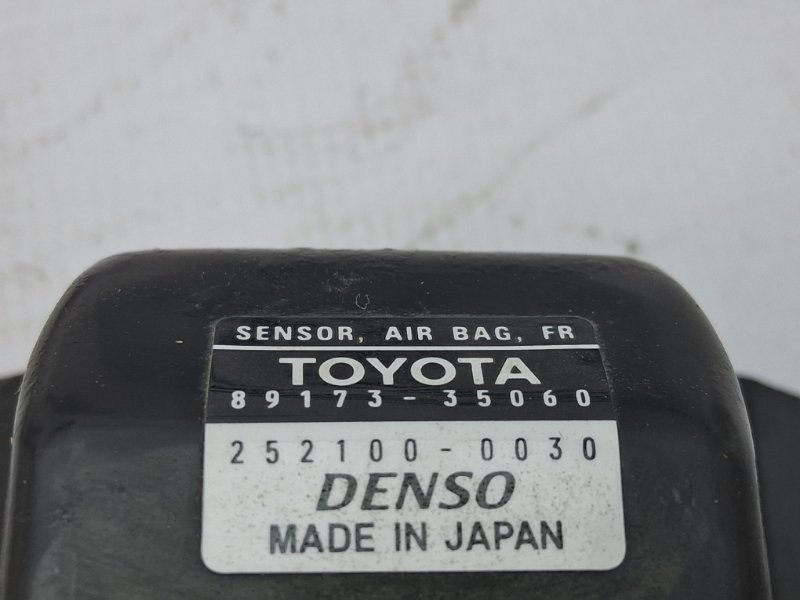 SENSOR, AIR BAG, FR
TOYOTA
89173-35060
252100-0030
DENSO
MADE IN JAPAN